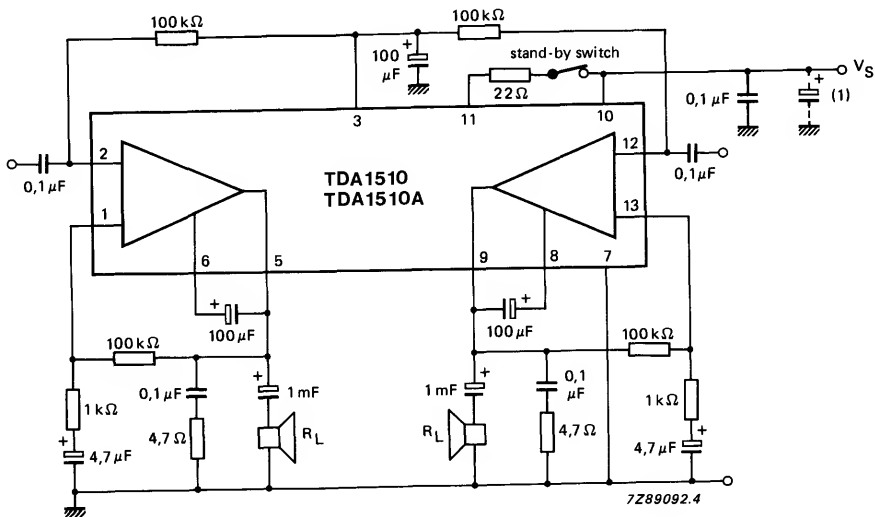 100 kΩ
100 kΩ
100 µF
+
stand-by switch
22 Ω
VS
0,1 µF
+
(1)
3
11
10
2
0,1 µF
1
TDA1510
TDA1510A
12
0,1 µF
13
6
5
9
8
7
+
100 µF
+
100 µF
100 kΩ
100 kΩ
+
1 mF
+
1 mF
0,1 µF
0,1 µF
1 kΩ
1 kΩ
4,7 Ω
RL
RL
4,7 Ω
+
4,7 µF
+
4,7 µF
7Z89092.4